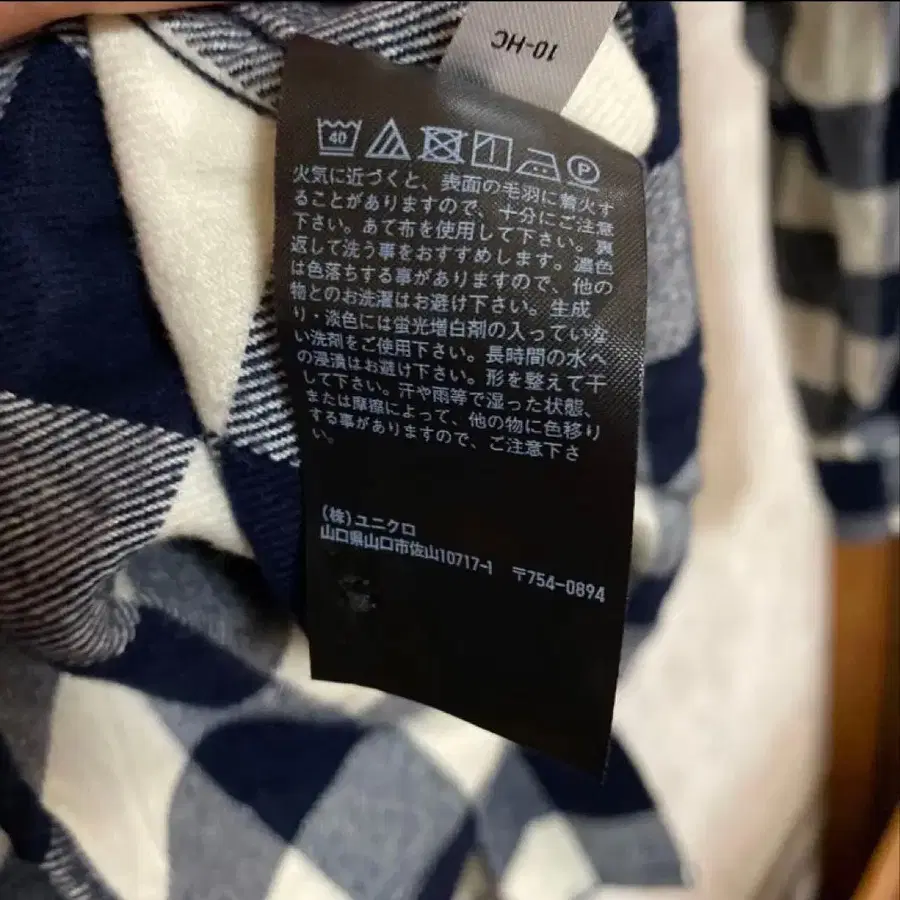 10-HC
40
P
火気に近づくと、表面の毛羽に着火す
ることがありますので、十分にご注意
下さい。あて布を使用して下さい。裏
返して洗う事をおすすめします。濃色
は色落ちする事がありますので、他の
物とのお洗濯はお避け下さい。生成
り・淡色には蛍光増白剤の入っていな
い洗剤をご使用下さい。長時間の水へ
の浸漬はお避け下さい。形を整えて干
して下さい。汗や雨等で湿った状態、
または摩擦によって、他の物に色移り
する事がありますので、ご注意下さ
い。
(株)ユニクロ
山口県山口市佐山10717-1 〒754-0894